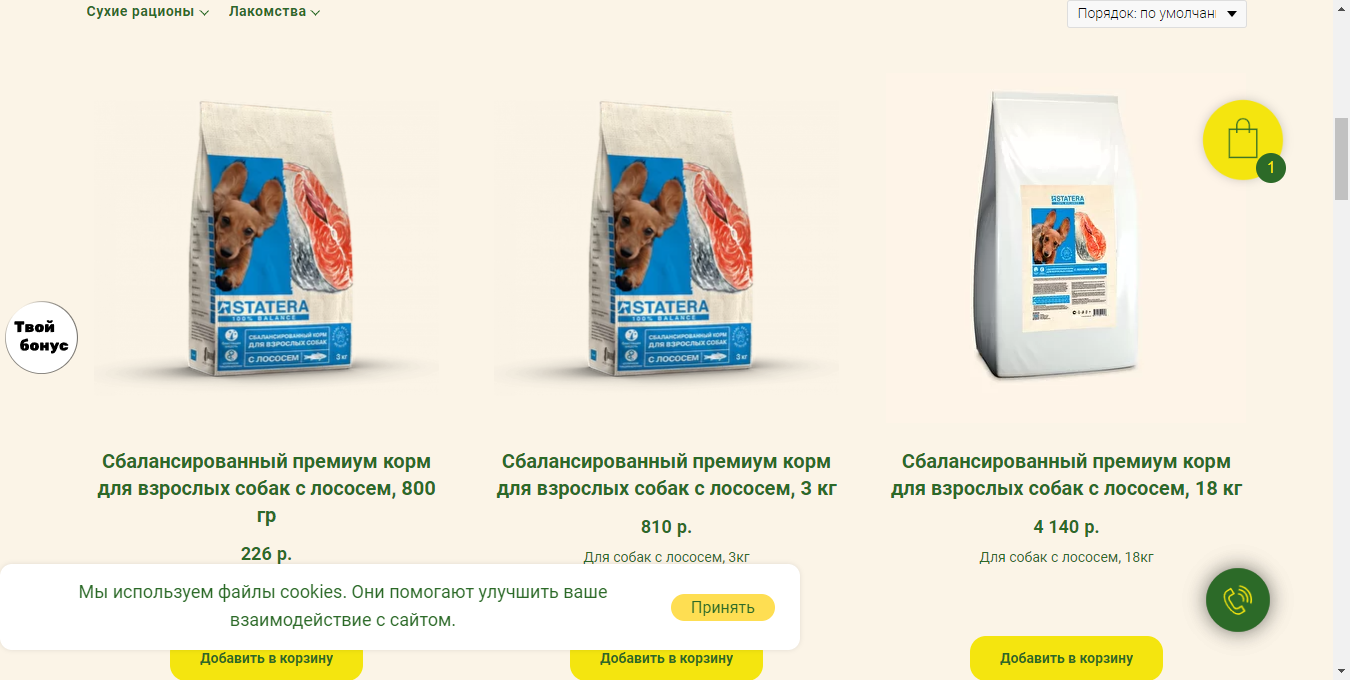 Сухие рационы
Лакомства
Порядок: по умолчан
1
STATERA
100% BALANCE
СБАЛАНСИРОВАННЫЙ КОРМ
ДЛЯ ВЗРОСЛЫХ СОБАК
С ЛОСОСЕМ
3 кг
STATERA
100% BALANCE
СБАЛАНСИРОВАННЫЙ КОРМ
ДЛЯ ВЗРОСЛЫХ СОБАК
С ЛОСОСЕМ
3 кг
STATERA
Твой
бонус
Сбалансированный премиум корм
для взрослых собак с лососем, 800
гр
226 р.
Сбалансированный премиум корм
для взрослых собак с лососем, 3 кг
810 р.
Для собак с лососем, 3кг
Сбалансированный премиум корм
для взрослых собак с лососем, 18 кг
4 140 р.
Для собак с лососем, 18кг
Мы используем файлы cookies. Они помогают улучшить ваше
взаимодействие с сайтом.
Принять
Добавить в корзину
Добавить в корзину
Добавить в корзину